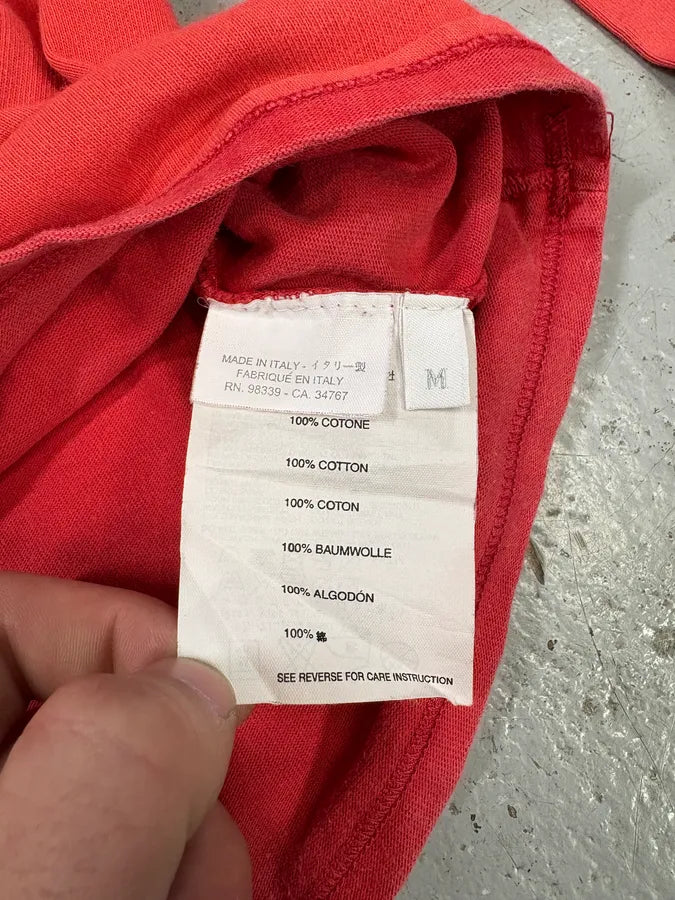 MADE IN ITALY - イタリー製
FABRIQUÉ EN ITALY
RN. 98339 - CA. 34767
M
100% COTONE
100% COTTON
100% COTON
100% BAUMWOLLE
100% ALGODÓN
100% 綿
SEE REVERSE FOR CARE INSTRUCTION